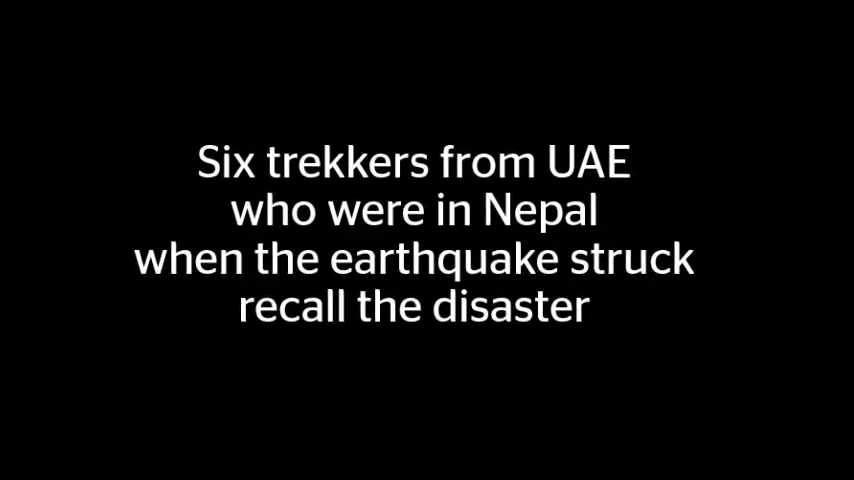 Six trekkers from UAE
who were in Nepal
when the earthquake struck
recall the disaster